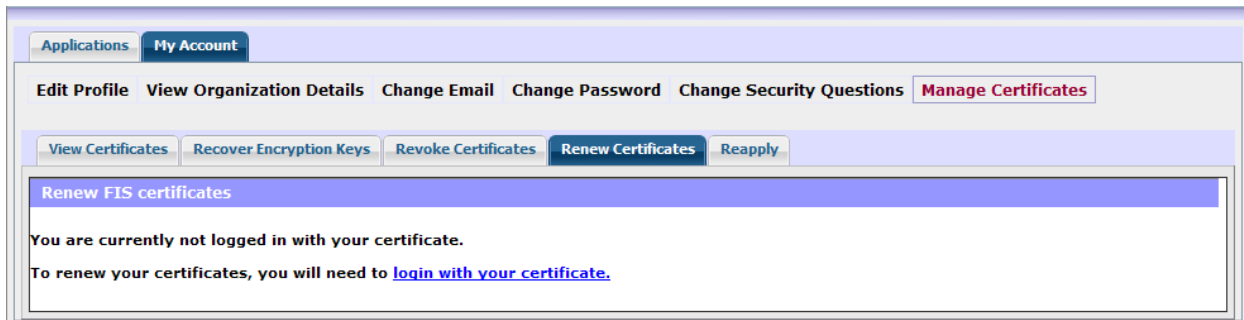 Applications My Account
Edit Profile View Organization Details Change Email Change Password Change Security Questions Manage Certificates
View Certificates Recover Encryption Keys Revoke Certificates Renew Certificates Reapply
Renew FIS certificates
You are currently not logged in with your certificate.
To renew your certificates, you will need to login with your certificate.